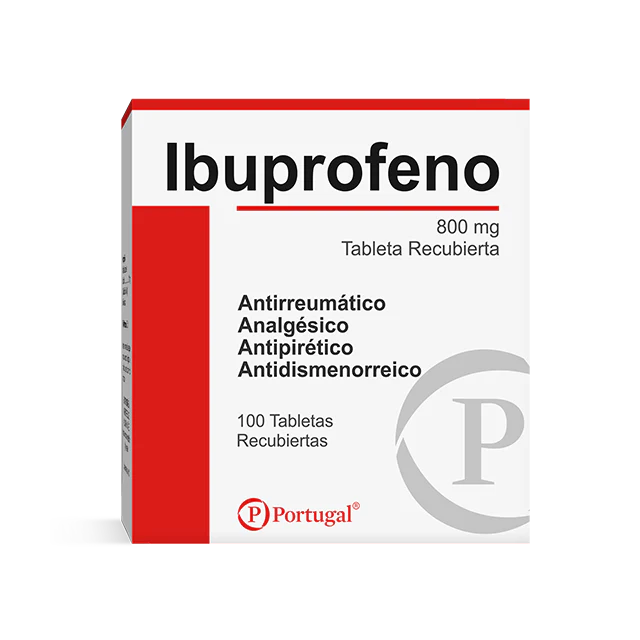 Ibuprofeno
800 mg
Tableta Recubierta
Antirreumático
Analgésico
Antipirético
Antidismenorreico
100 Tabletas
Recubiertas
P Portugal®
P